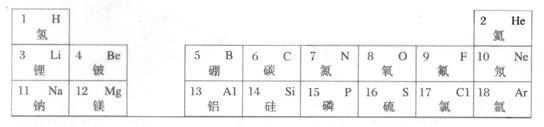 1 H 2 He
氢 氦
3 Li 4 Be 5 B 6 C 7 N 8 O 9 F 10 Ne
锂 铍 硼 碳 氮 氧 氟 氖
11 Na 12 Mg 13 Al 14 Si 15 P 16 S 17 Cl 18 Ar
钠 镁 铝 硅 磷 硫 氯 氩